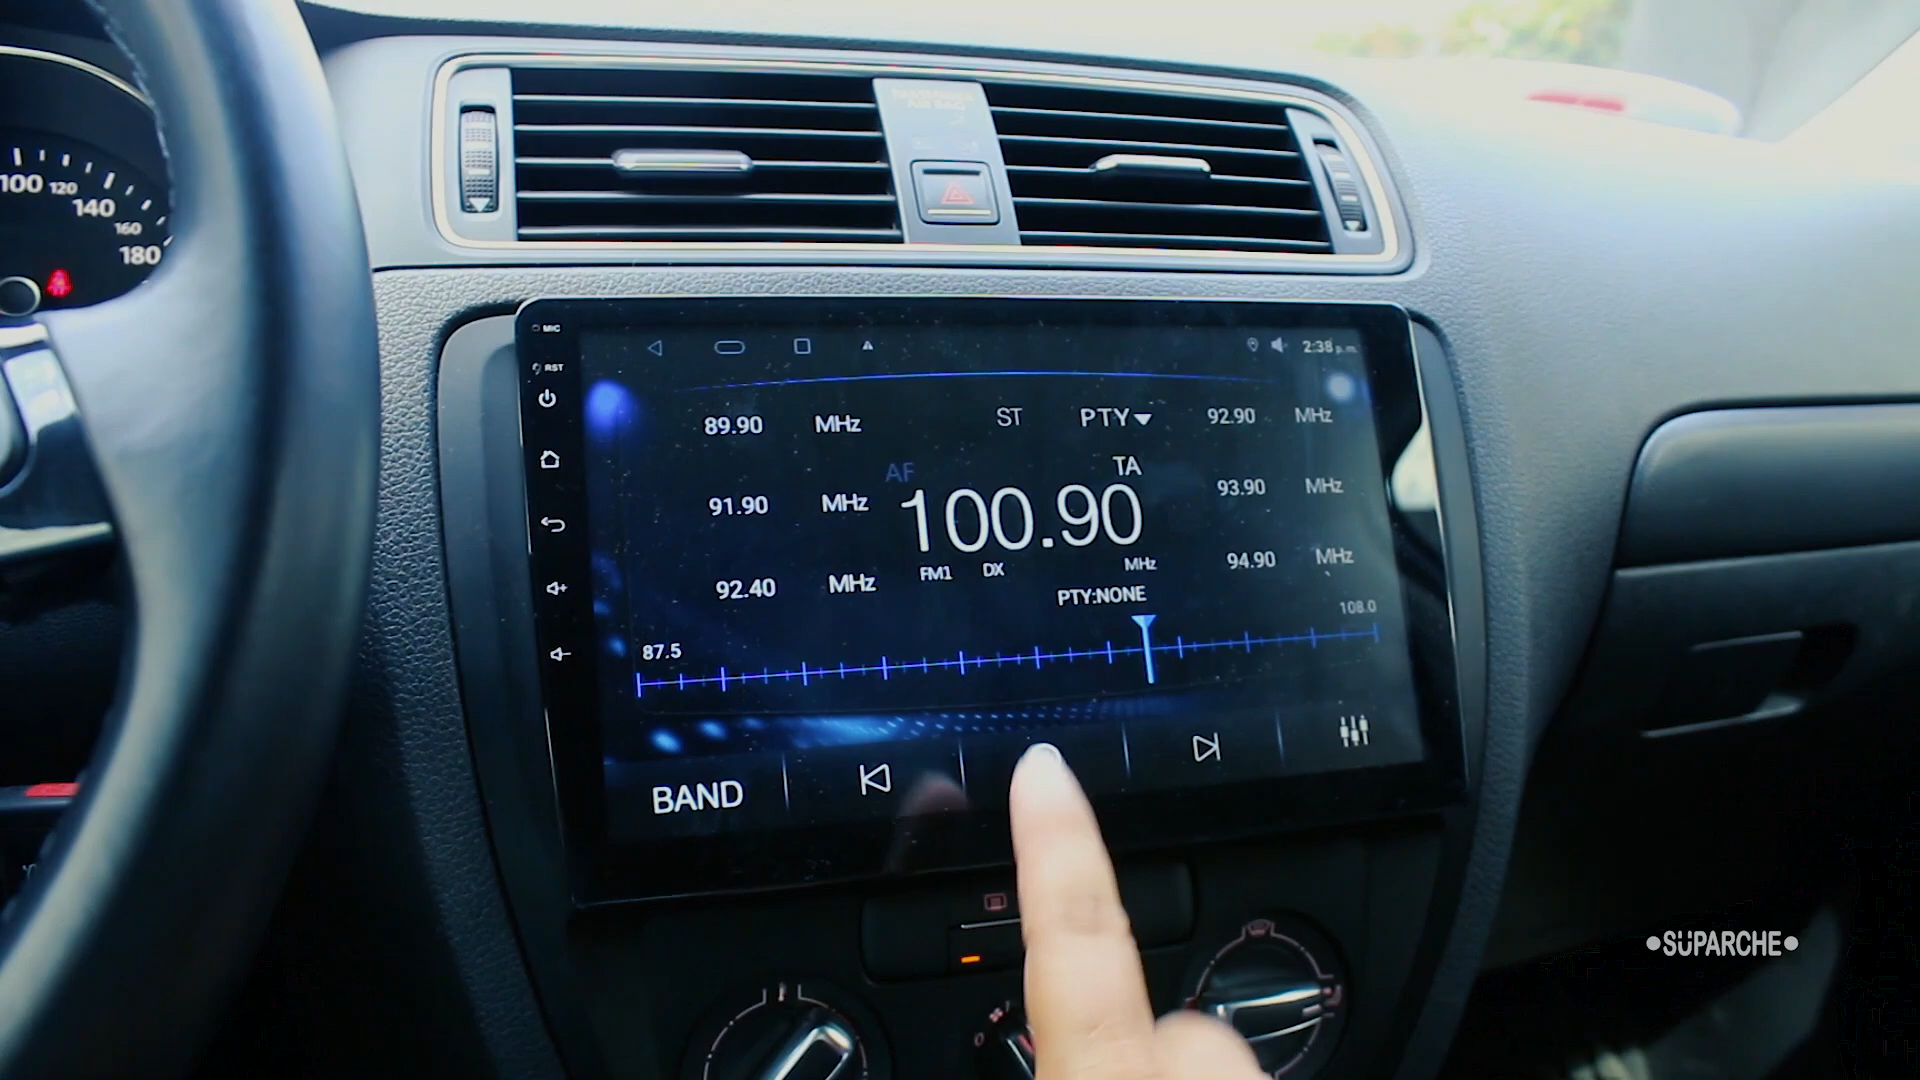 100 120
140
160
180
MIC
RST
2:38 p.m.
89.90 MHz
ST
PTY
92.90 MHz
91.90 MHz
AF
TA
100.90
MHz
93.90 MHz
92.40 MHz
FM1
DX
PTY:NONE
94.90 MHz
87.5
108.0
BAND
0
•SUPARCHE•